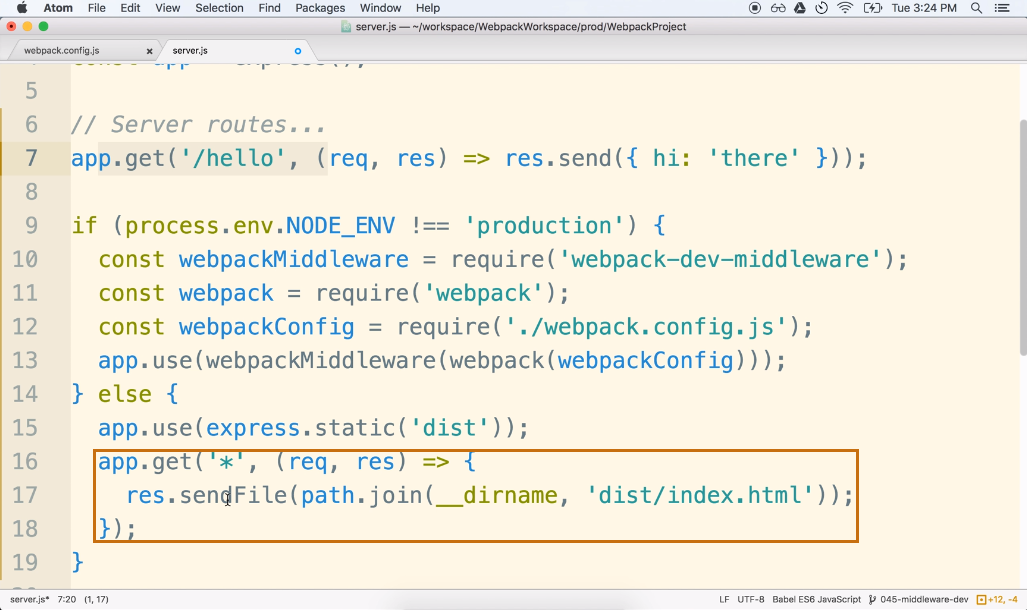 Atom File Edit View Selection Find Packages Window Help Tue 3:24 PM
server.js — ~/workspace/WebpackWorkspace/prod/WebpackProject
webpack.config.js × server.js
const app = express();
5
6 // Server routes...
7 app.get('/hello', (req, res) => res.send({ hi: 'there' }));
8
9 if (process.env.NODE_ENV !== 'production') {
10 const webpackMiddleware = require('webpack-dev-middleware');
11 const webpack = require('webpack');
12 const webpackConfig = require('./webpack.config.js');
13 app.use(webpackMiddleware(webpack(webpackConfig)));
14 } else {
15 app.use(express.static('dist'));
16 app.get('*', (req, res) => {
17 res.sendFile(path.join(__dirname, 'dist/index.html'));
18 });
19 }
server.js* 7:20 (1, 17) LF UTF-8 Babel ES6 JavaScript 045-middleware-dev +12, -4